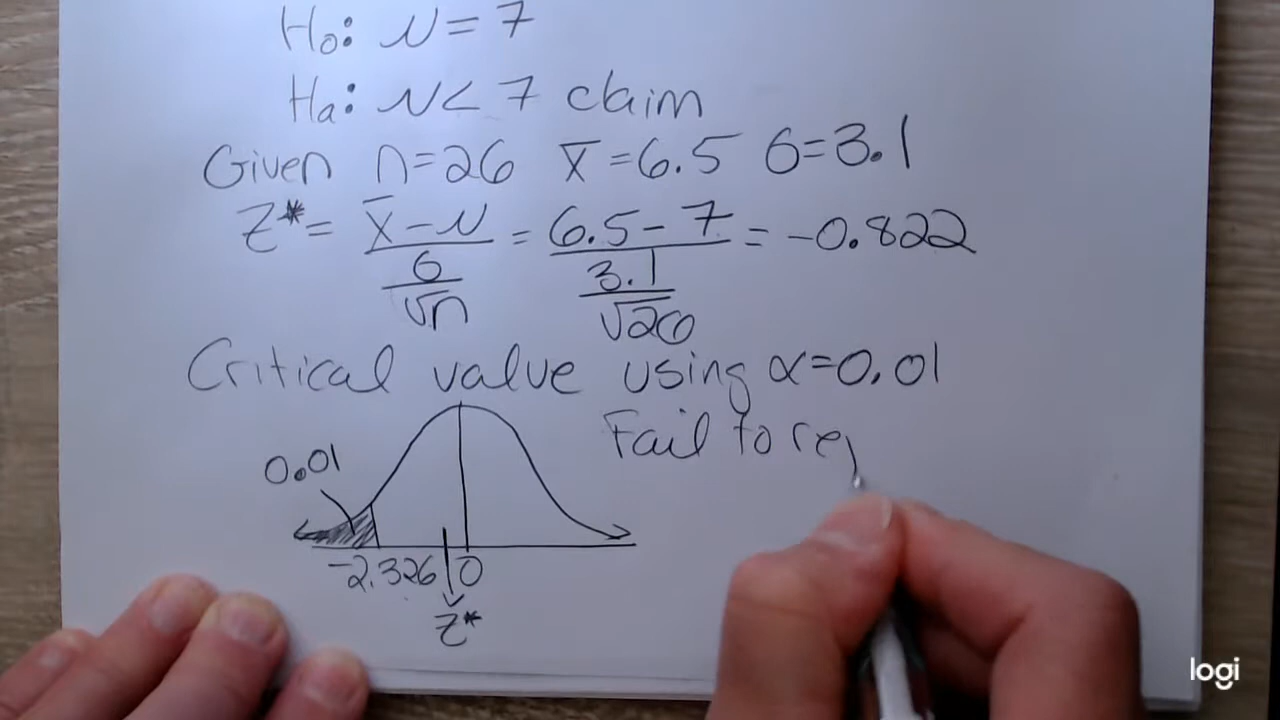 H₀: μ = 7
Hₐ: μ < 7 claim
Given n=26 x̄=6.5 σ=3.1
Z* = (x̄ − μ)/(σ/√n) = (6.5 − 7)/(3.1/√26) = −0.822
Critical value using α=0.01
Fail to rej
0.01
−2.326 0
Z*
logi